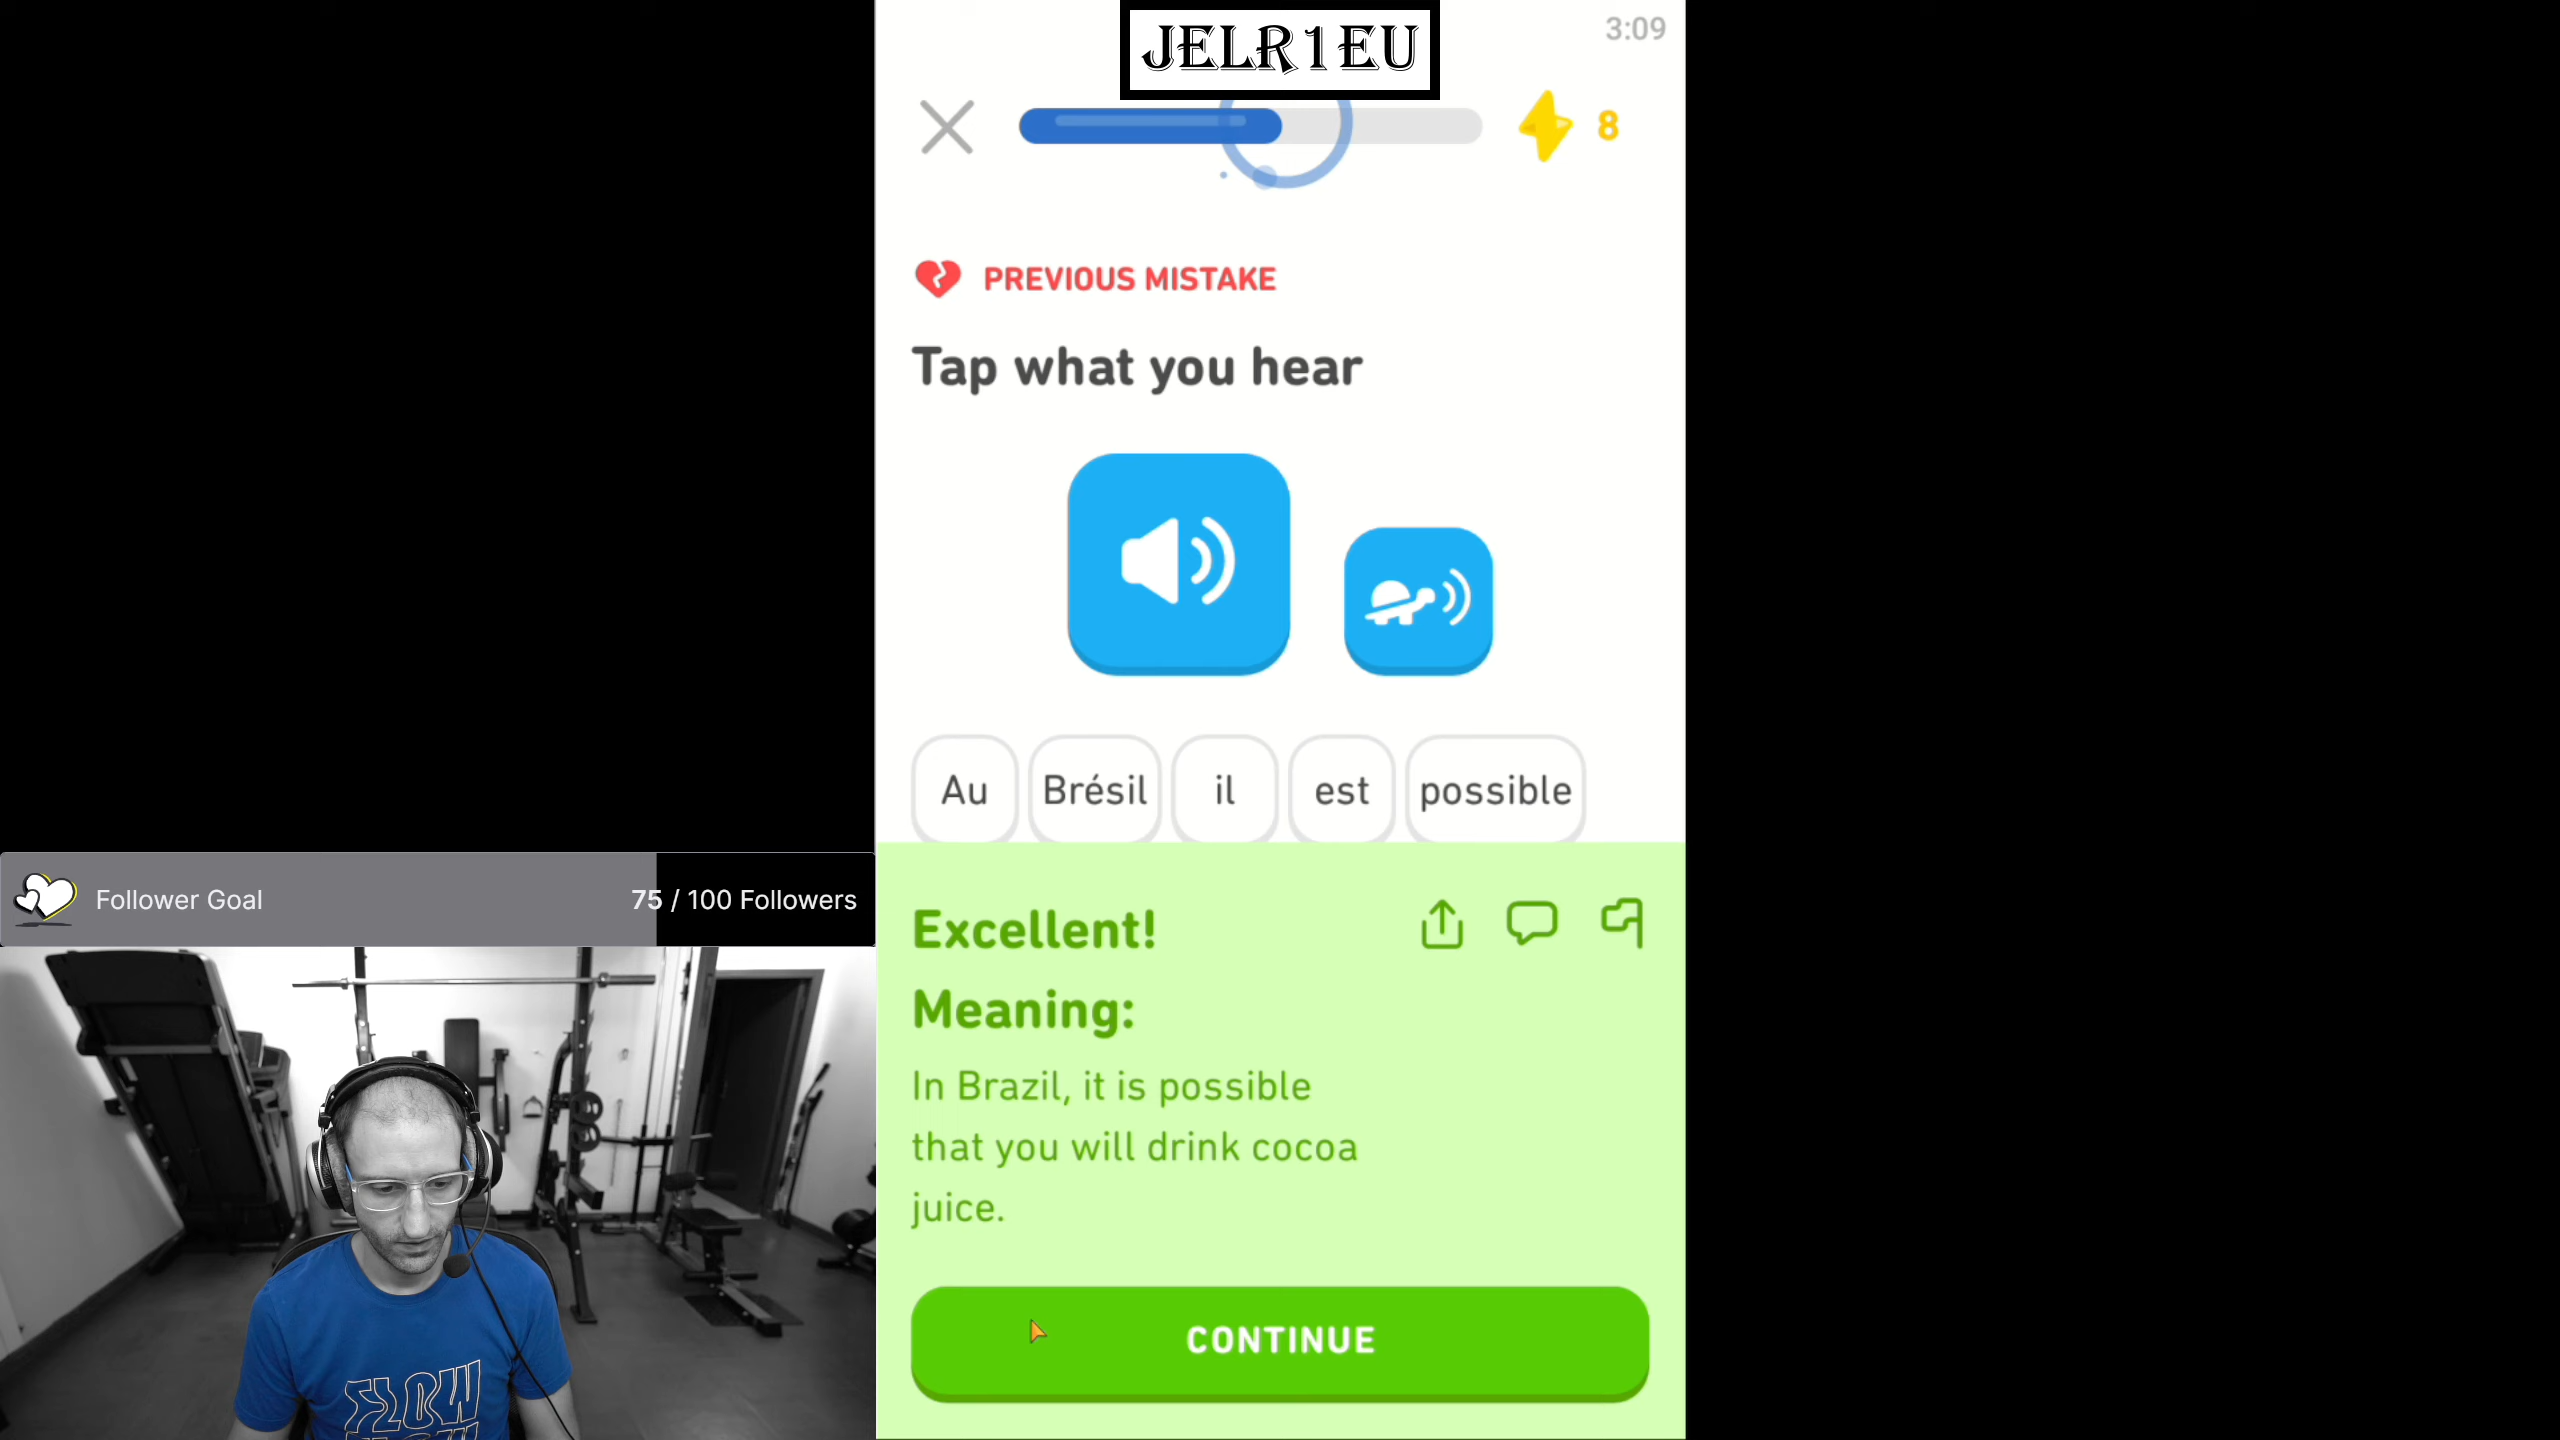 JELR1EU
3:09
8
PREVIOUS MISTAKE
Tap what you hear
Au Brésil il est possible
Follower Goal 75 / 100 Followers
Excellent!
Meaning:
In Brazil, it is possible
that you will drink cocoa
juice.
CONTINUE
FLOW